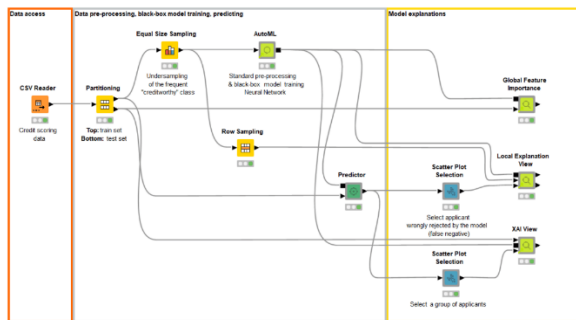 Data access
Data pre-processing, black-box model training, predicting
Model explanations
Equal Size Sampling
AutoML
Undersampling
of the frequent
"creditworthy" class
Standard pre-processing
& black-box model training
Neural Network
Global Feature
Importance
CSV Reader
Partitioning
Credit scoring
data
Top: train set
Bottom: test set
Row Sampling
Predictor
Scatter Plot
Selection
Local Explanation
View
Select applicant
wrongly rejected by the model
(false negative)
XAI View
Scatter Plot
Selection
Select a group of applicants